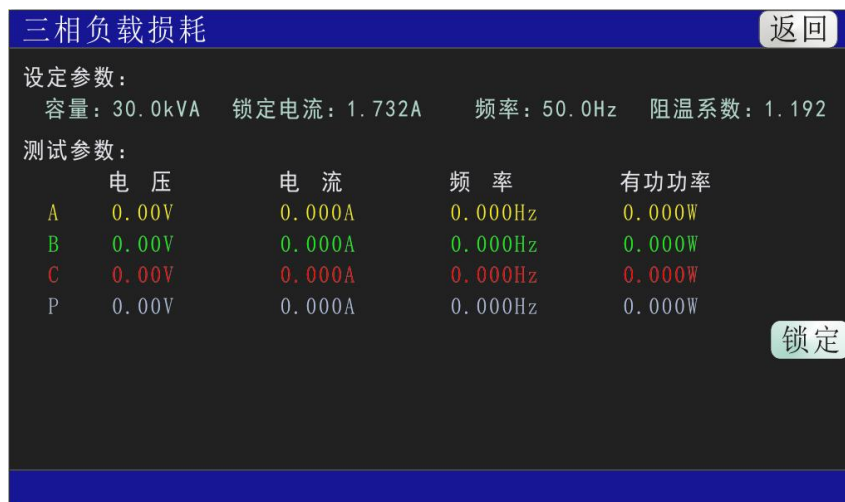 三相负载损耗 返回
设定参数:
容量: 30.0kVA 锁定电流: 1.732A 频率: 50.0Hz 阻温系数: 1.192
测试参数:
电 压 电 流 频 率 有功功率
A 0.00V 0.000A 0.000Hz 0.000W
B 0.00V 0.000A 0.000Hz 0.000W
C 0.00V 0.000A 0.000Hz 0.000W
P 0.00V 0.000A 0.000Hz 0.000W
锁定